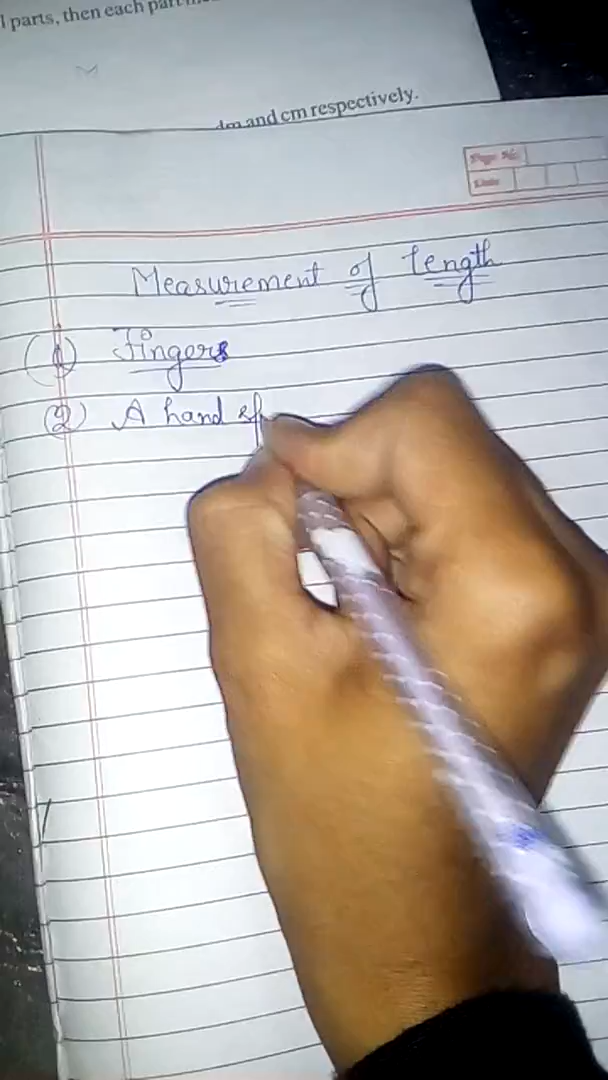 l parts, then each part
dm and cm respectively.
Page No.
Date
Measurement of length
(1) Fingers
(2) A hand